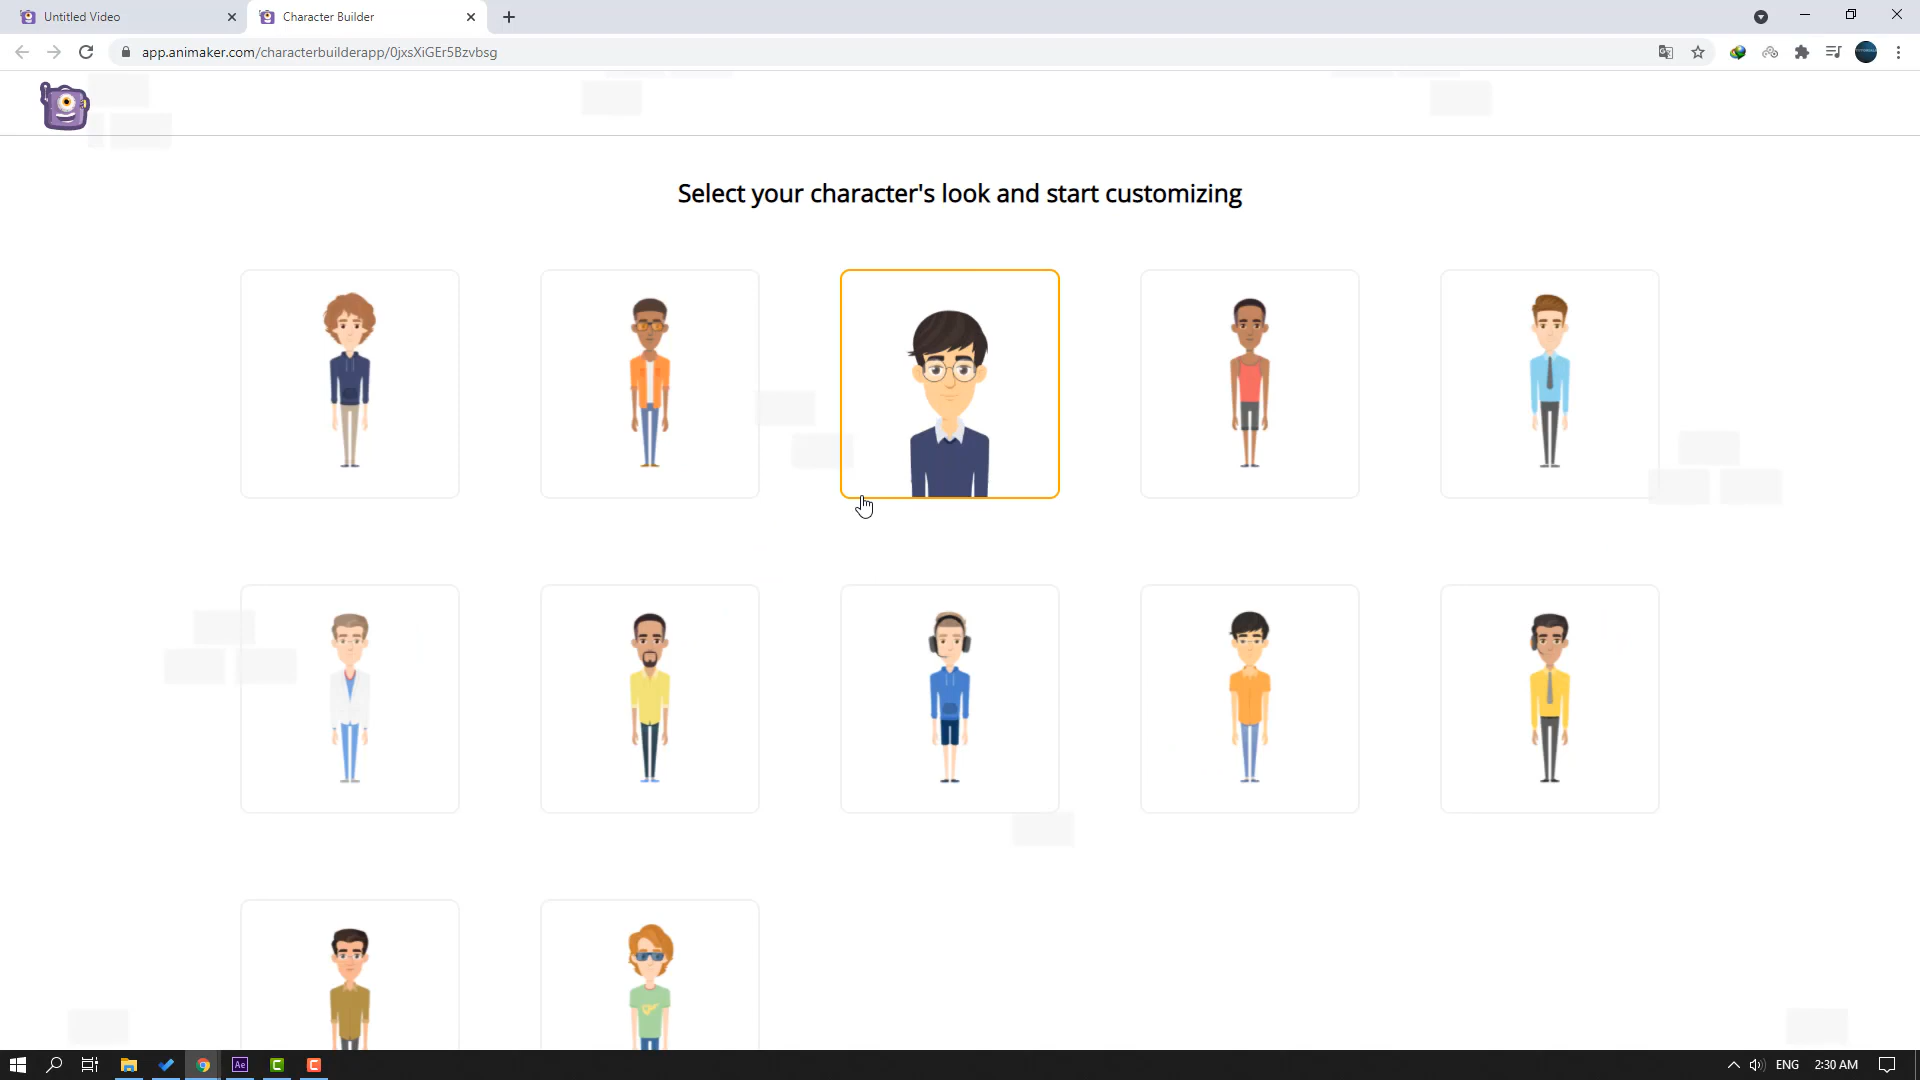 Untitled Video
Character Builder
app.animaker.com/characterbuilderapp/0jxsXiGEr5Bzvbsg
Select your character's look and start customizing
Ae
C
C
ENG
2:30 AM